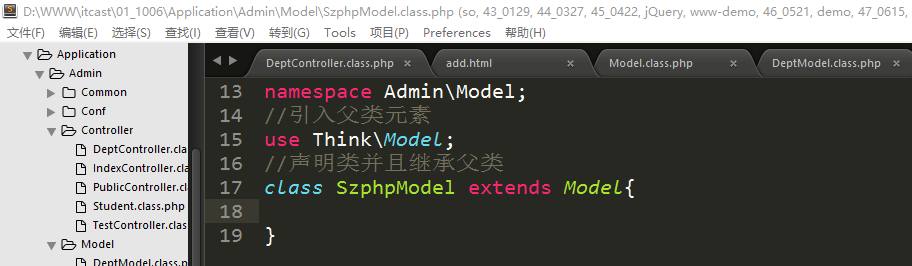 D:\WWW\itcast\01_1006\Application\Admin\Model\SzphpModel.class.php (so, 43_0129, 44_0327, 45_0422, jQuery, www-demo, 46_0521, demo, 47_0615,
文件(F) 编辑(E) 选择(S) 查找(I) 查看(V) 转到(G) Tools 项目(P) Preferences 帮助(H)
Application
Admin
Common
Conf
Controller
DeptController.cla
IndexController.cla
PublicController.cla
Student.class.php
TestController.class
Model
DeptModel.class.p
DeptController.class.php × add.html × Model.class.php × DeptModel.class.php ×
13 namespace Admin\Model;
14 //引入父类元素
15 use Think\Model;
16 //声明类并且继承父类
17 class SzphpModel extends Model{
18
19 }